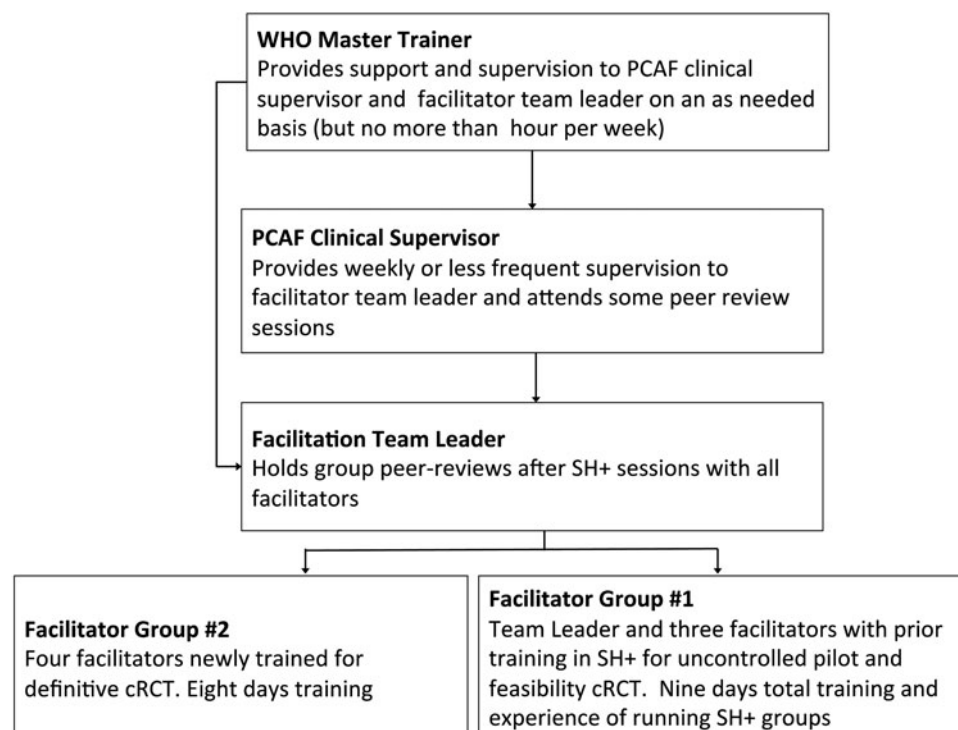 WHO Master Trainer
Provides support and supervision to PCAF clinical
supervisor and facilitator team leader on an as needed
basis (but no more than hour per week)
PCAF Clinical Supervisor
Provides weekly or less frequent supervision to
facilitator team leader and attends some peer review
sessions
Facilitation Team Leader
Holds group peer-reviews after SH+ sessions with all
facilitators
Facilitator Group #2
Four facilitators newly trained for
definitive cRCT. Eight days training
Facilitator Group #1
Team Leader and three facilitators with prior
training in SH+ for uncontrolled pilot and
feasibility cRCT. Nine days total training and
experience of running SH+ groups